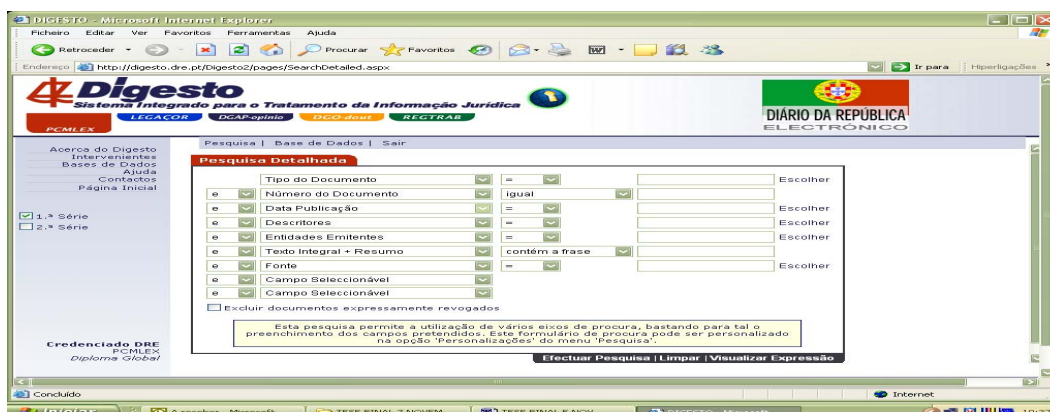 DIGESTO - Microsoft Internet Explorer
Ficheiro Editar Ver Favoritos Ferramentas Ajuda
Retroceder Procurar Favoritos
Endereço http://digesto.dre.pt/Digesto2/pages/SearchDetailed.aspx Ir para Hiperligações
Digesto
Sistema Integrado para o Tratamento da Informação Jurídica
PCMLEX LEGAÇOR DGAP-opinio DGO-dout REGTRAB
DIÁRIO DA REPÚBLICA
ELECTRÓNICO
Acerca do Digesto
Intervenientes
Bases de Dados
Ajuda
Contactos
Página Inicial
1.ª Série
2.ª Série
Credenciado DRE
PCMLEX
Diploma Global
Pesquisa | Base de Dados | Sair
Pesquisa Detalhada
Tipo do Documento = Escolher
e Número do Documento igual
e Data Publicação = Escolher
e Descritores = Escolher
e Entidades Emitentes = Escolher
e Texto Integral + Resumo contém a frase
e Fonte = Escolher
e Campo Seleccionável
e Campo Seleccionável
Excluir documentos expressamente revogados
Esta pesquisa permite a utilização de vários eixos de procura, bastando para tal o
preenchimento dos campos pretendidos. Este formulário de procura pode ser personalizado
na opção 'Personalizações' do menu 'Pesquisa'.
Efectuar Pesquisa | Limpar | Visualizar Expressão
Concluído Internet